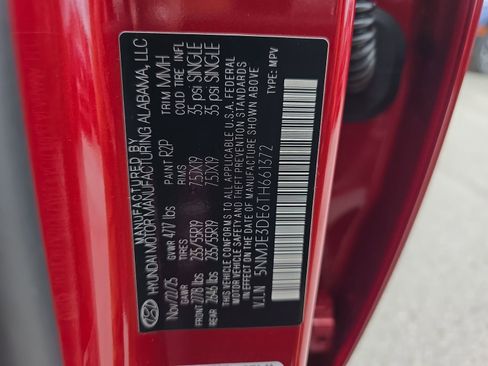 MANUFACTURED BY
HYUNDAI MOTOR MANUFACTURING ALABAMA, LLC
Nov/22/25 GVWR 4717 lbs PAINT R2P TRIM MMH
GAWR TIRES RIMS COLD TIRE INFL
FRONT 2778 lbs 235/55R19 7.5JX19 35 psi SINGLE
REAR 2646 lbs 235/55R19 7.5JX19 35 psi SINGLE
THIS VEHICLE CONFORMS TO ALL APPLICABLE U.S.A. FEDERAL
MOTOR VEHICLE SAFETY, BUMPER, AND THEFT PREVENTION STANDARDS
IN EFFECT ON THE DATE OF MANUFACTURE SHOWN ABOVE
V.I.N 5NMJE3DE6TH661372
TYPE: MPV